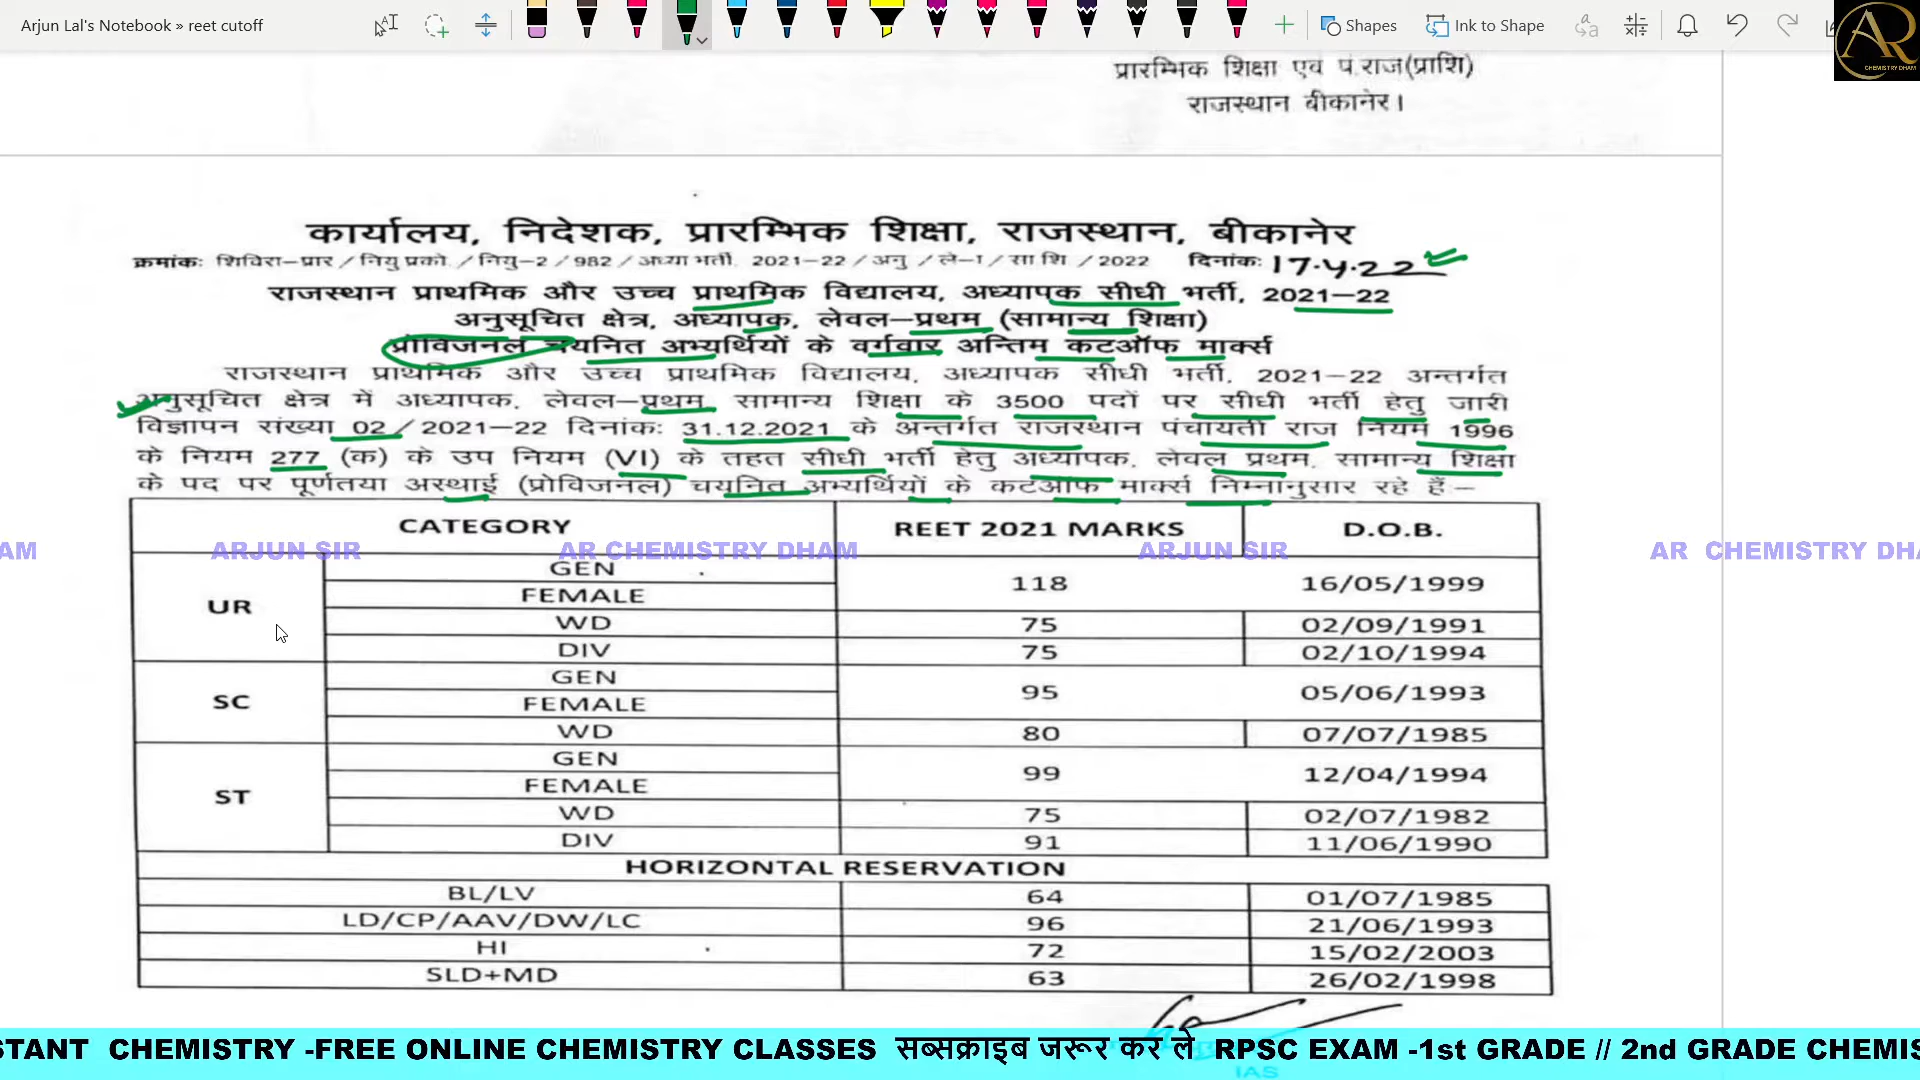 Arjun Lal's Notebook » reet cutoff
Shapes
Ink to Shape
AR
CHEMISTRY DHAM
प्रारम्भिक शिक्षा एवं पं.राज(प्राशि)
राजस्थान बीकानेर।
कार्यालय, निदेशक, प्रारम्भिक शिक्षा, राजस्थान, बीकानेर
क्रमांक: शिविरा–प्रार / नियु प्रको. / नियु–2 / 982 / अध्या भर्ती. 2021–22 / अनु / ले–1 / सा शि / 2022 दिनांक: 17.4.22
राजस्थान प्राथमिक और उच्च प्राथमिक विद्यालय, अध्यापक सीधी भर्ती, 2021–22
अनुसूचित क्षेत्र, अध्यापक, लेवल–प्रथम (सामान्य शिक्षा)
प्रोविजनल चयनित अभ्यर्थियों के वर्गवार अन्तिम कटऑफ मार्क्स
राजस्थान प्राथमिक और उच्च प्राथमिक विद्यालय, अध्यापक सीधी भर्ती, 2021–22 अन्तर्गत
अनुसूचित क्षेत्र में अध्यापक, लेवल–प्रथम, सामान्य शिक्षा के 3500 पदों पर सीधी भर्ती हेतु जारी
विज्ञापन संख्या 02 / 2021–22 दिनांक: 31.12.2021 के अन्तर्गत राजस्थान पंचायती राज नियम 1996
के नियम 277 (क) के उप नियम (VI) के तहत सीधी भर्ती हेतु अध्यापक, लेवल प्रथम, सामान्य शिक्षा
के पद पर पूर्णतया अस्थाई (प्रोविजनल) चयनित अभ्यर्थियों के कटऑफ मार्क्स निम्नानुसार रहे हैं:–
CATEGORY REET 2021 MARKS D.O.B.
AM ARJUN SIR AR CHEMISTRY DHAM ARJUN SIR AR CHEMISTRY DHA
UR GEN 118 16/05/1999
FEMALE
WD 75 02/09/1991
DIV 75 02/10/1994
SC GEN 95 05/06/1993
FEMALE
WD 80 07/07/1985
ST GEN 99 12/04/1994
FEMALE
WD 75 02/07/1982
DIV 91 11/06/1990
HORIZONTAL RESERVATION
BL/LV 64 01/07/1985
LD/CP/AAV/DW/LC 96 21/06/1993
HI 72 15/02/2003
SLD+MD 63 26/02/1998
STANT CHEMISTRY -FREE ONLINE CHEMISTRY CLASSES सब्सक्राइब जरूर कर ले RPSC EXAM -1st GRADE // 2nd GRADE CHEMIS
IAS